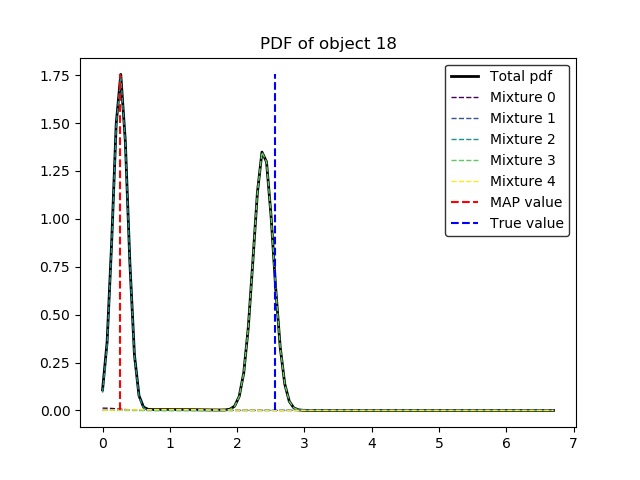 PDF of object 18
Total pdf
Mixture 0
Mixture 1
Mixture 2
Mixture 3
Mixture 4
MAP value
True value
1.75
1.50
1.25
1.00
0.75
0.50
0.25
0.00
0 1 2 3 4 5 6 7